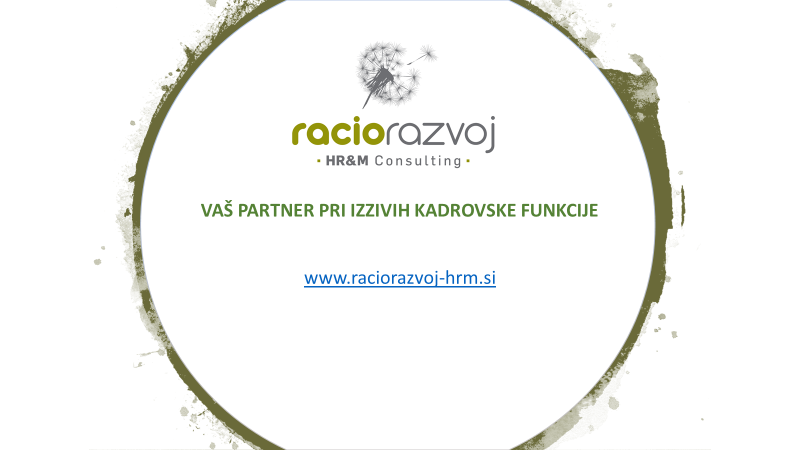 raciorazvoj
· HR&M Consulting ·
VAŠ PARTNER PRI IZZIVIH KADROVSKE FUNKCIJE
www.raciorazvoj-hrm.si